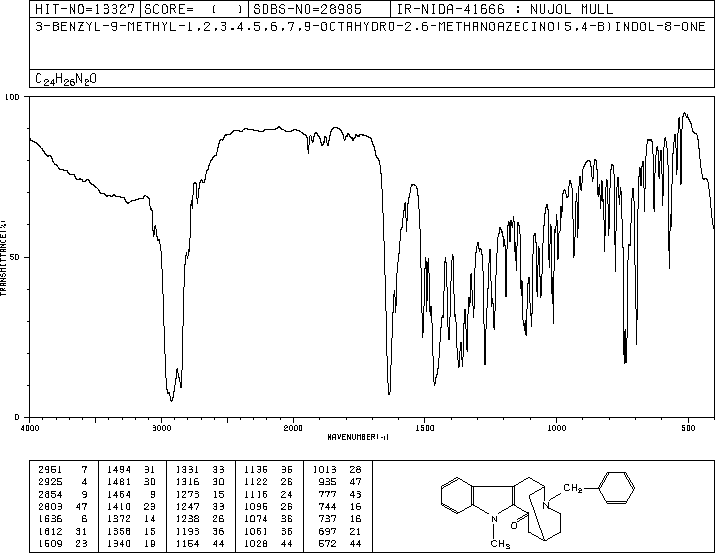 HIT-NO=13327 SCORE= ( ) SDBS-NO=28985 IR-NIDA-41666 : NUJOL MULL
3-BENZYL-9-METHYL-1,2,3,4,5,6,7,9-OCTAHYDRO-2,6-METHANOAZECINO(5,4-B)INDOL-8-ONE
C24H26N2O
100
50
0
TRANSMITTANCE(%)
4000 3000 2000 1500 1000 500
WAVENUMBER(-1)
2961 7 1494 31 1331 33 1136 36 1013 28
2925 4 1481 30 1316 30 1122 26 935 47
2854 9 1464 9 1273 15 1116 24 777 43
2803 47 1410 23 1247 33 1096 28 744 16
1636 6 1372 14 1238 26 1074 36 737 16
1612 31 1358 15 1193 36 1061 36 697 21
1509 23 1340 19 1154 44 1028 44 572 44
CH2
N
N
O
CH3